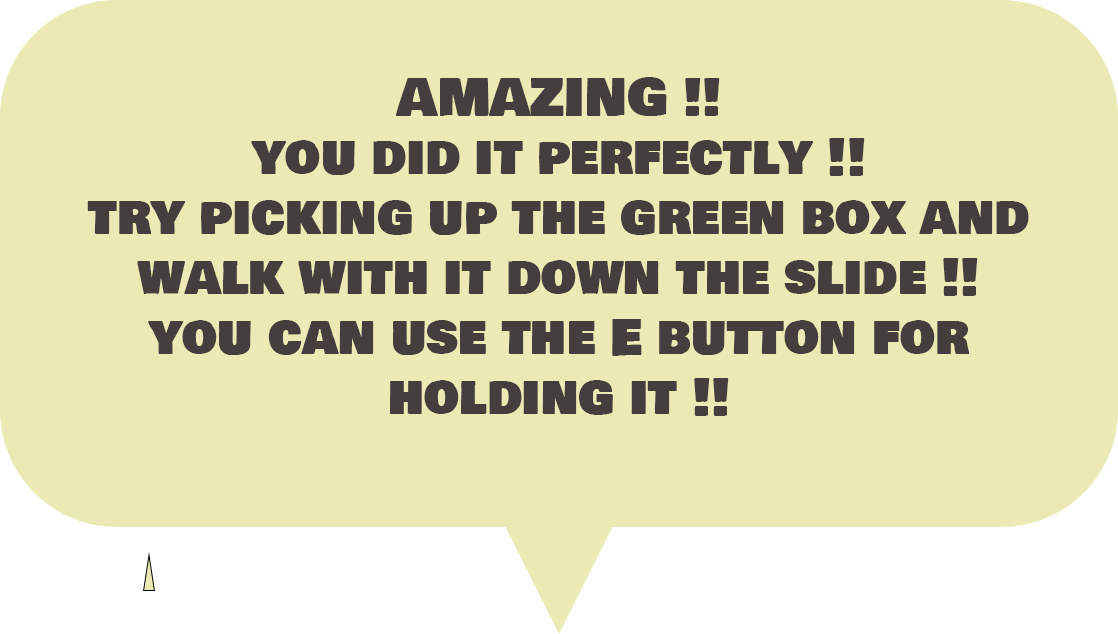 AMAZING !!
YOU DID IT PERFECTLY !!
TRY PICKING UP THE GREEN BOX AND
WALK WITH IT DOWN THE SLIDE !!
YOU CAN USE THE E BUTTON FOR
HOLDING IT !!